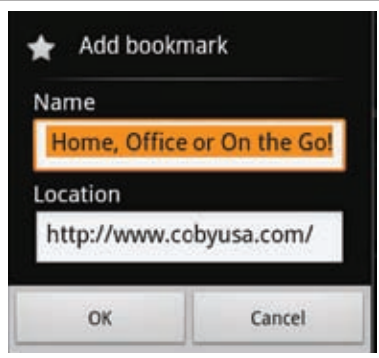 Add bookmark
Name
Home, Office or On the Go!
Location
http://www.cobyusa.com/
OK
Cancel